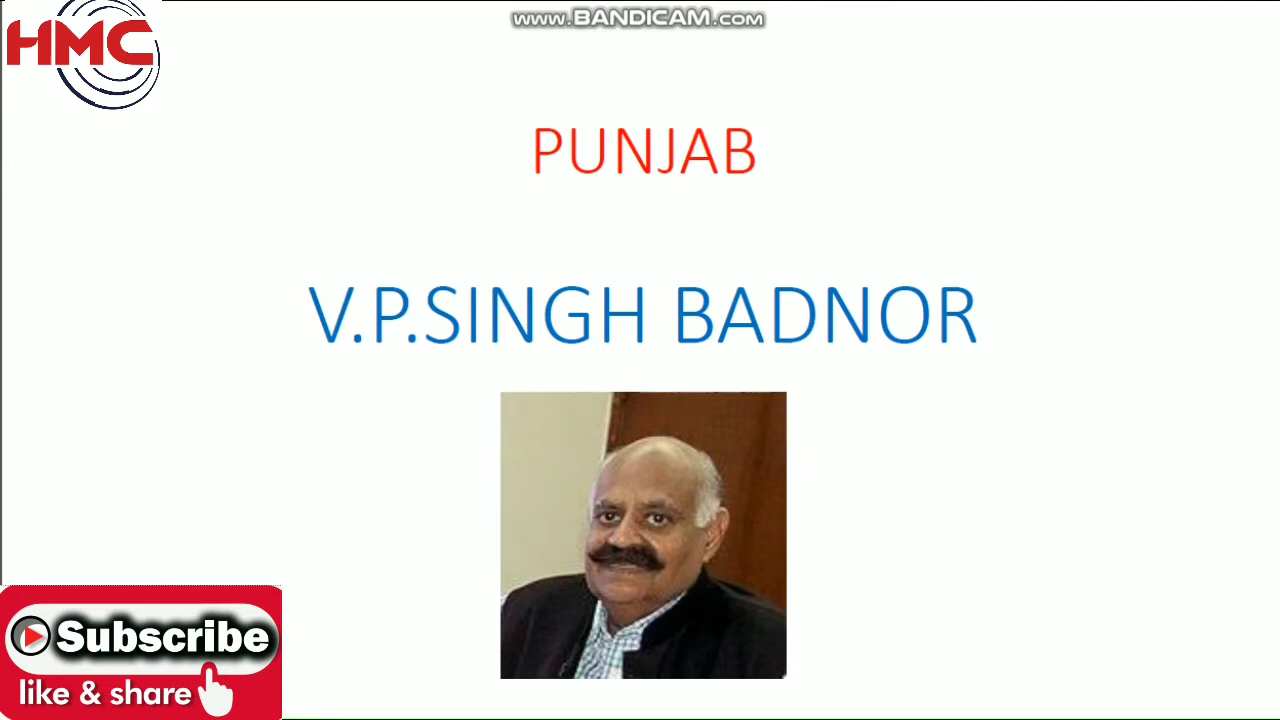 www.BANDICAM.com
HMC
PUNJAB
V.P.SINGH BADNOR
Subscribe
like & share